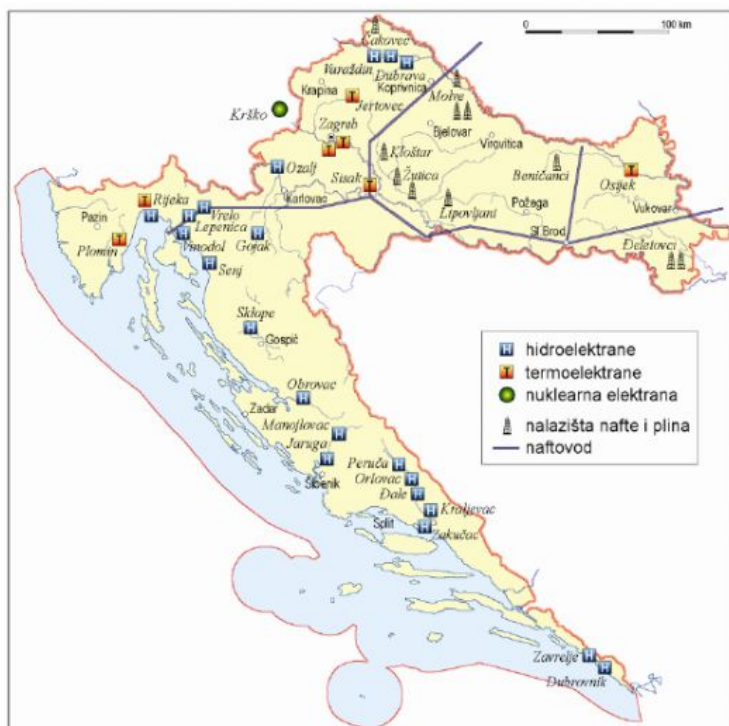 0 100 km
Čakovec
Varaždin
Dubrava
Krapina
Koprivnica
Molve
Jertovec
Krško
Zagreb
Bjelovar
Virovitica
Kloštar
Ozalj
Sisak
Žutica
Beničanci
Osijek
Karlovac
Lipovljani
Požega
Vukovar
Sl Brod
Đeletovci
Rijeka
Pazin
Vrelo
Lepenica
Vinodol
Gojak
Plomin
Senj
Sklope
Gospić
hidroelektrane
termoelektrane
nuklearna elektrana
nalazišta nafte i plina
naftovod
Obrovac
Zadar
Manojlovac
Jaruga
Šibenik
Peruča
Orlovac
Đale
Kraljevac
Split
Zakučac
Zavrelje
Dubrovnik
H
T